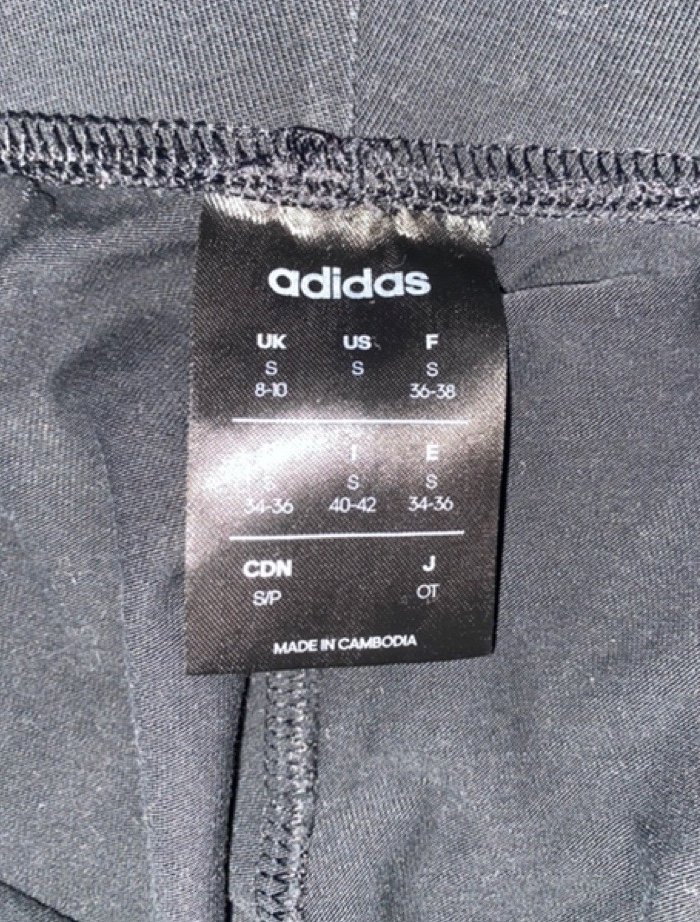 adidas
UK US F
S S S
8-10 36-38
I E
S S S
34-36 40-42 34-36
CDN J
S/P OT
MADE IN CAMBODIA